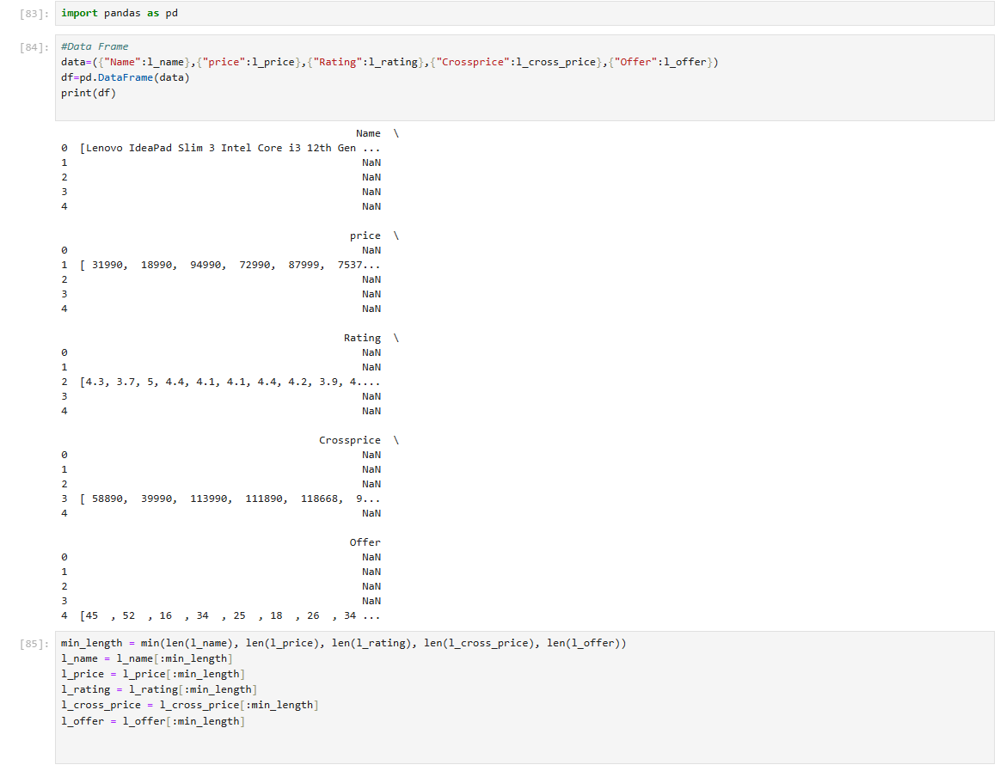 [83]: import pandas as pd
[84]: #Data Frame
data=({"Name":l_name},{"price":l_price},{"Rating":l_rating},{"Crossprice":l_cross_price},{"Offer":l_offer})
df=pd.DataFrame(data)
print(df)
Name \
0 [Lenovo IdeaPad Slim 3 Intel Core i3 12th Gen ...
1 NaN
2 NaN
3 NaN
4 NaN
price \
0 NaN
1 [ 31990, 18990, 94990, 72990, 87999, 7537...
2 NaN
3 NaN
4 NaN
Rating \
0 NaN
1 NaN
2 [4.3, 3.7, 5, 4.4, 4.1, 4.1, 4.4, 4.2, 3.9, 4....
3 NaN
4 NaN
Crossprice \
0 NaN
1 NaN
2 NaN
3 [ 58890, 39990, 113990, 111890, 118668, 9...
4 NaN
Offer
0 NaN
1 NaN
2 NaN
3 NaN
4 [45 , 52 , 16 , 34 , 25 , 18 , 26 , 34 ...
[85]: min_length = min(len(l_name), len(l_price), len(l_rating), len(l_cross_price), len(l_offer))
l_name = l_name[:min_length]
l_price = l_price[:min_length]
l_rating = l_rating[:min_length]
l_cross_price = l_cross_price[:min_length]
l_offer = l_offer[:min_length]